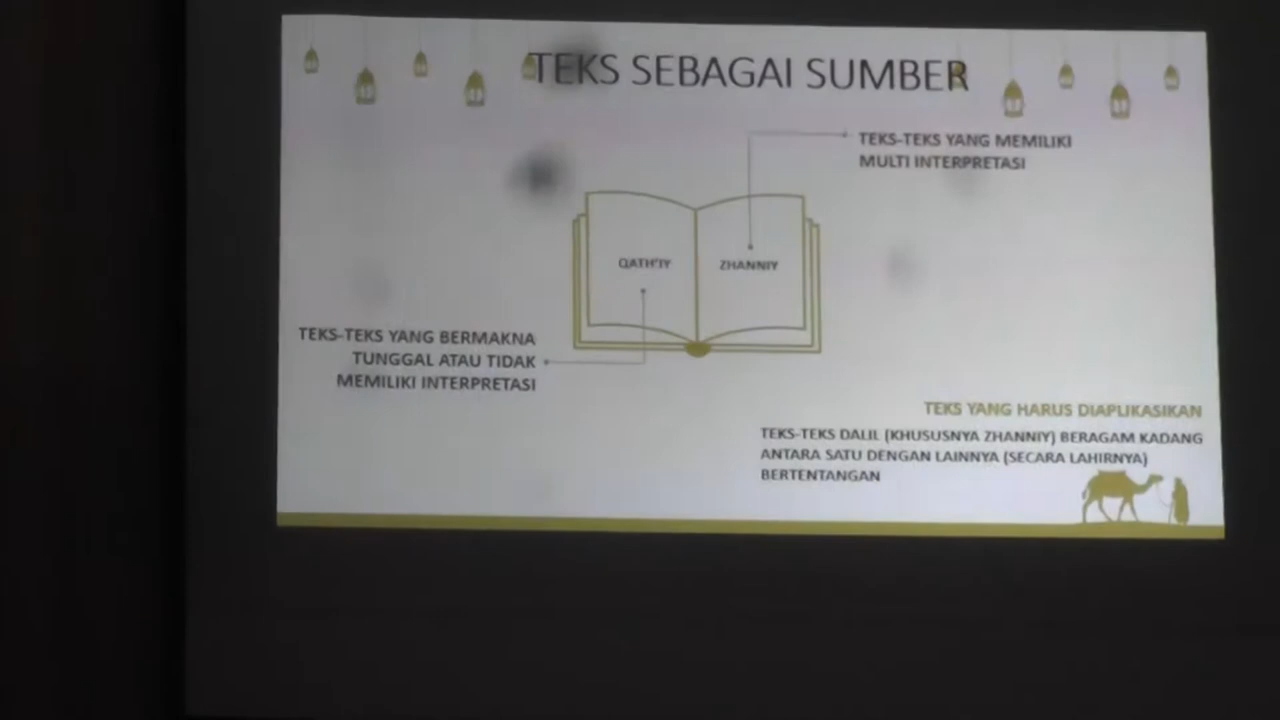 TEKS SEBAGAI SUMBER
TEKS-TEKS YANG MEMILIKI
MULTI INTERPRETASI
QATH'IY
ZHANNIY
TEKS-TEKS YANG BERMAKNA
TUNGGAL ATAU TIDAK
MEMILIKI INTERPRETASI
TEKS YANG HARUS DIAPLIKASIKAN
TEKS-TEKS DALIL (KHUSUSNYA ZHANNIY) BERAGAM KADANG
ANTARA SATU DENGAN LAINNYA (SECARA LAHIRNYA)
BERTENTANGAN